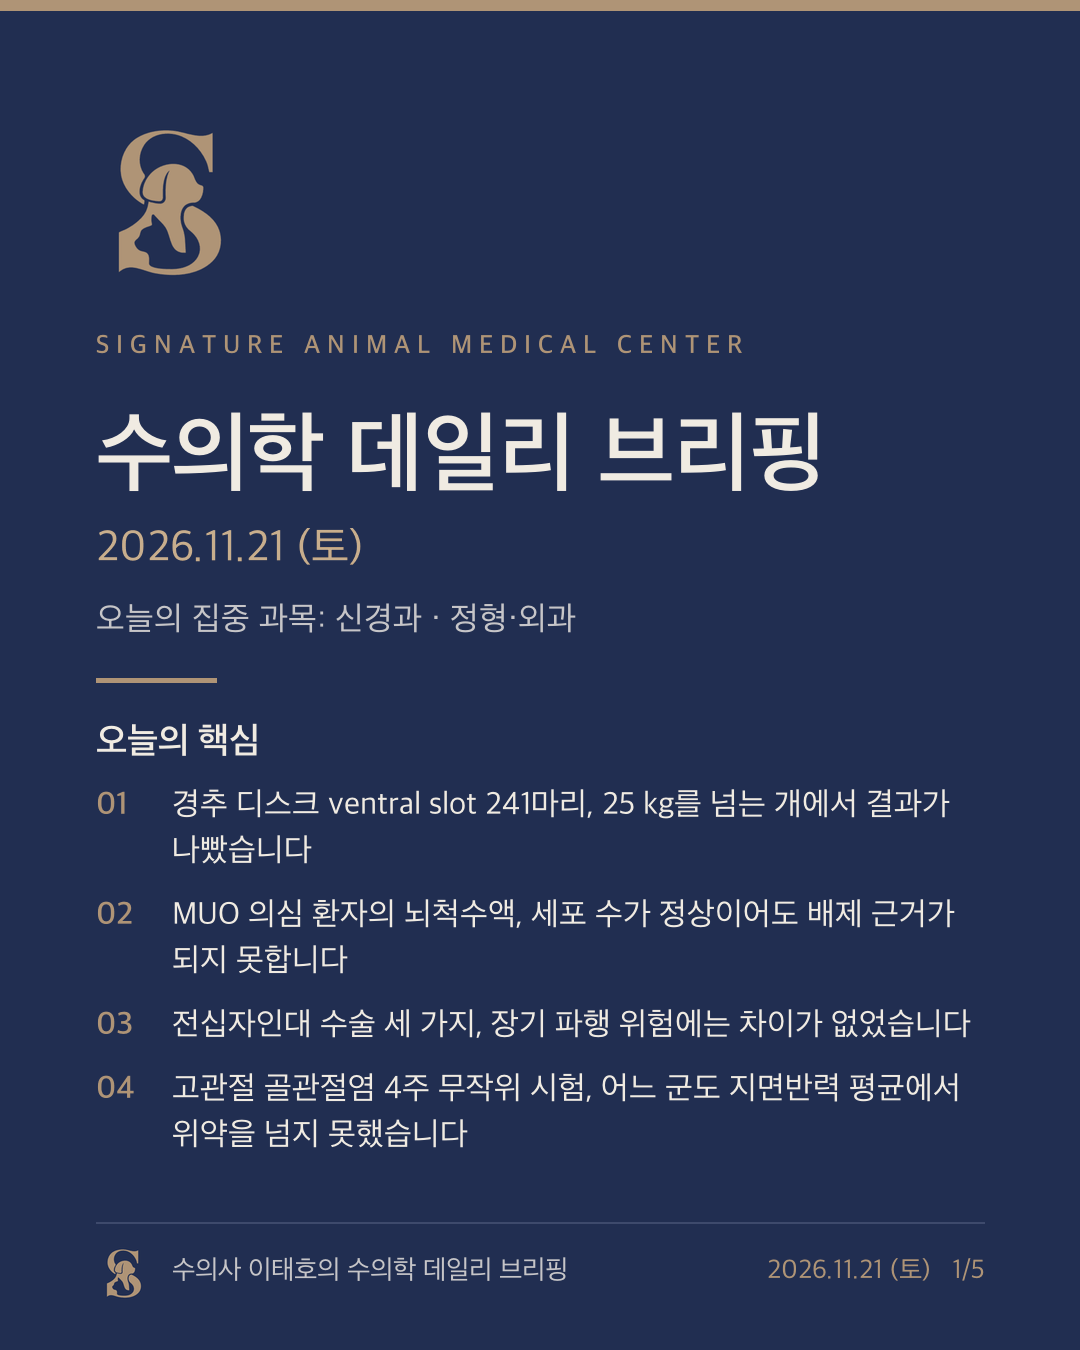 SIGNATURE ANIMAL MEDICAL CENTER
수의학 데일리 브리핑
2026.11.21 (토)
오늘의 집중 과목: 신경과 · 정형·외과
오늘의 핵심
01 경추 디스크 ventral slot 241마리, 25 kg를 넘는 개에서 결과가
나빴습니다
02 MUO 의심 환자의 뇌척수액, 세포 수가 정상이어도 배제 근거가
되지 못합니다
03 전십자인대 수술 세 가지, 장기 파행 위험에는 차이가 없었습니다
04 고관절 골관절염 4주 무작위 시험, 어느 군도 지면반력 평균에서
위약을 넘지 못했습니다
수의사 이태호의 수의학 데일리 브리핑 2026.11.21 (토) 1/5